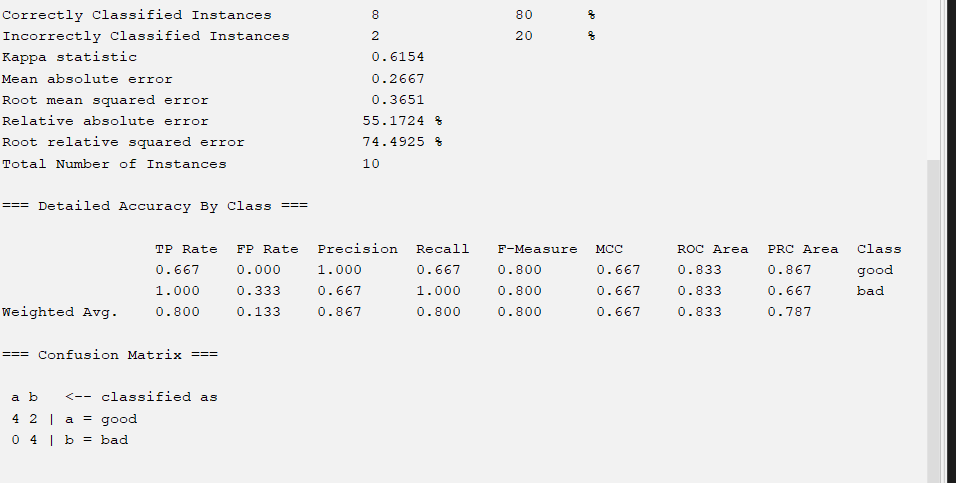 Correctly Classified Instances           8               80      %
Incorrectly Classified Instances         2               20      %
Kappa statistic                          0.6154
Mean absolute error                      0.2667
Root mean squared error                  0.3651
Relative absolute error                 55.1724 %
Root relative squared error             74.4925 %
Total Number of Instances               10

=== Detailed Accuracy By Class ===

                 TP Rate  FP Rate  Precision  Recall   F-Measure  MCC      ROC Area  PRC Area  Class
                 0.667    0.000    1.000      0.667    0.800      0.667    0.833     0.867     good
                 1.000    0.333    0.667      1.000    0.800      0.667    0.833     0.667     bad
Weighted Avg.    0.800    0.133    0.867      0.800    0.800      0.667    0.833     0.787

=== Confusion Matrix ===

 a b   <-- classified as
 4 2 | a = good
 0 4 | b = bad